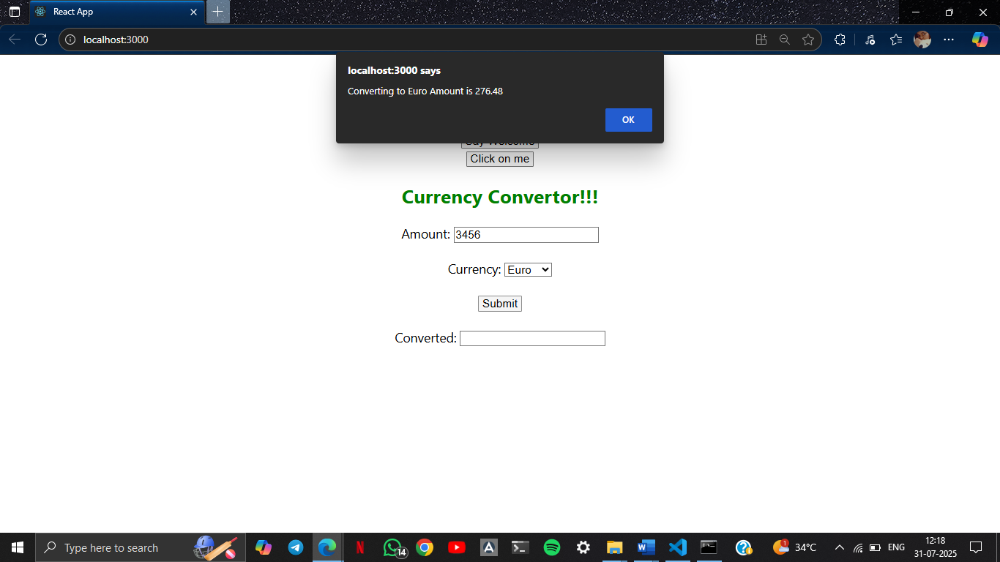 React App
localhost:3000
localhost:3000 says
Converting to Euro Amount is 276.48
OK
Say Welcome
Click on me
Currency Convertor!!!
Amount: 3456
Currency: Euro
Submit
Converted:
Type here to search
14
1
34°C
ENG
12:18
31-07-2025